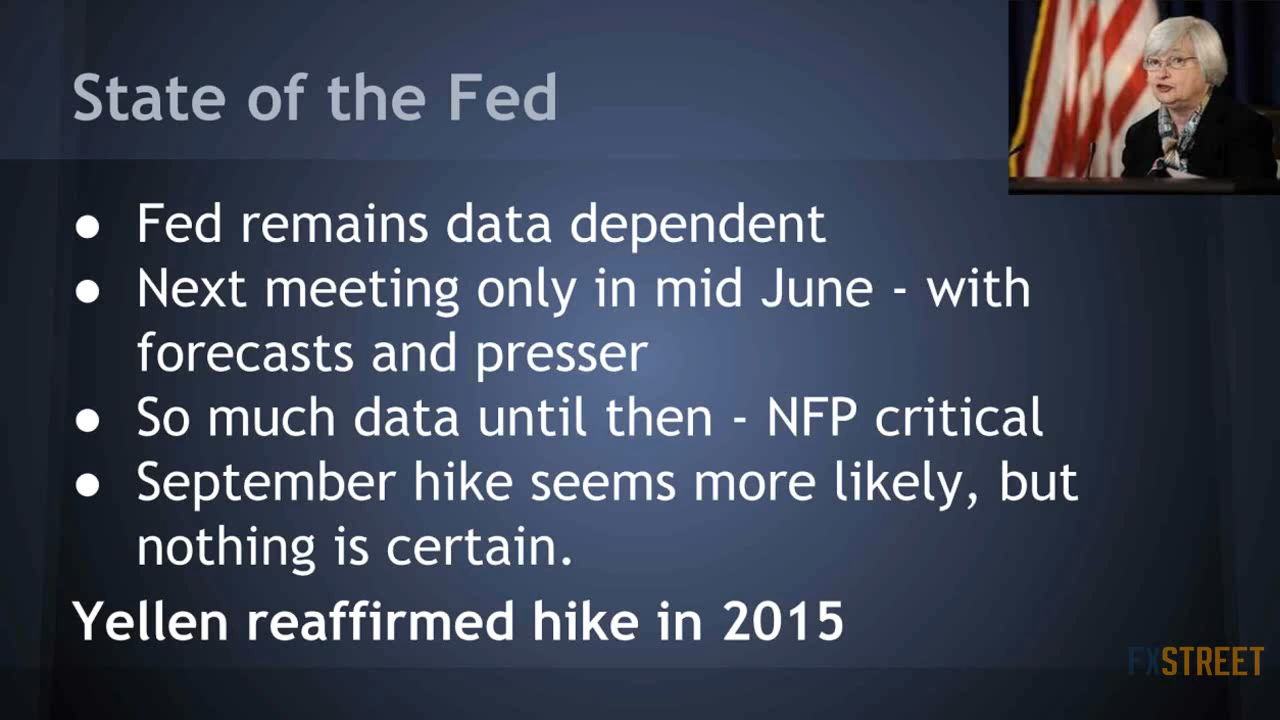 State of the Fed
● Fed remains data dependent
● Next meeting only in mid June - with
forecasts and presser
● So much data until then - NFP critical
● September hike seems more likely, but
nothing is certain.
Yellen reaffirmed hike in 2015
FXSTREET